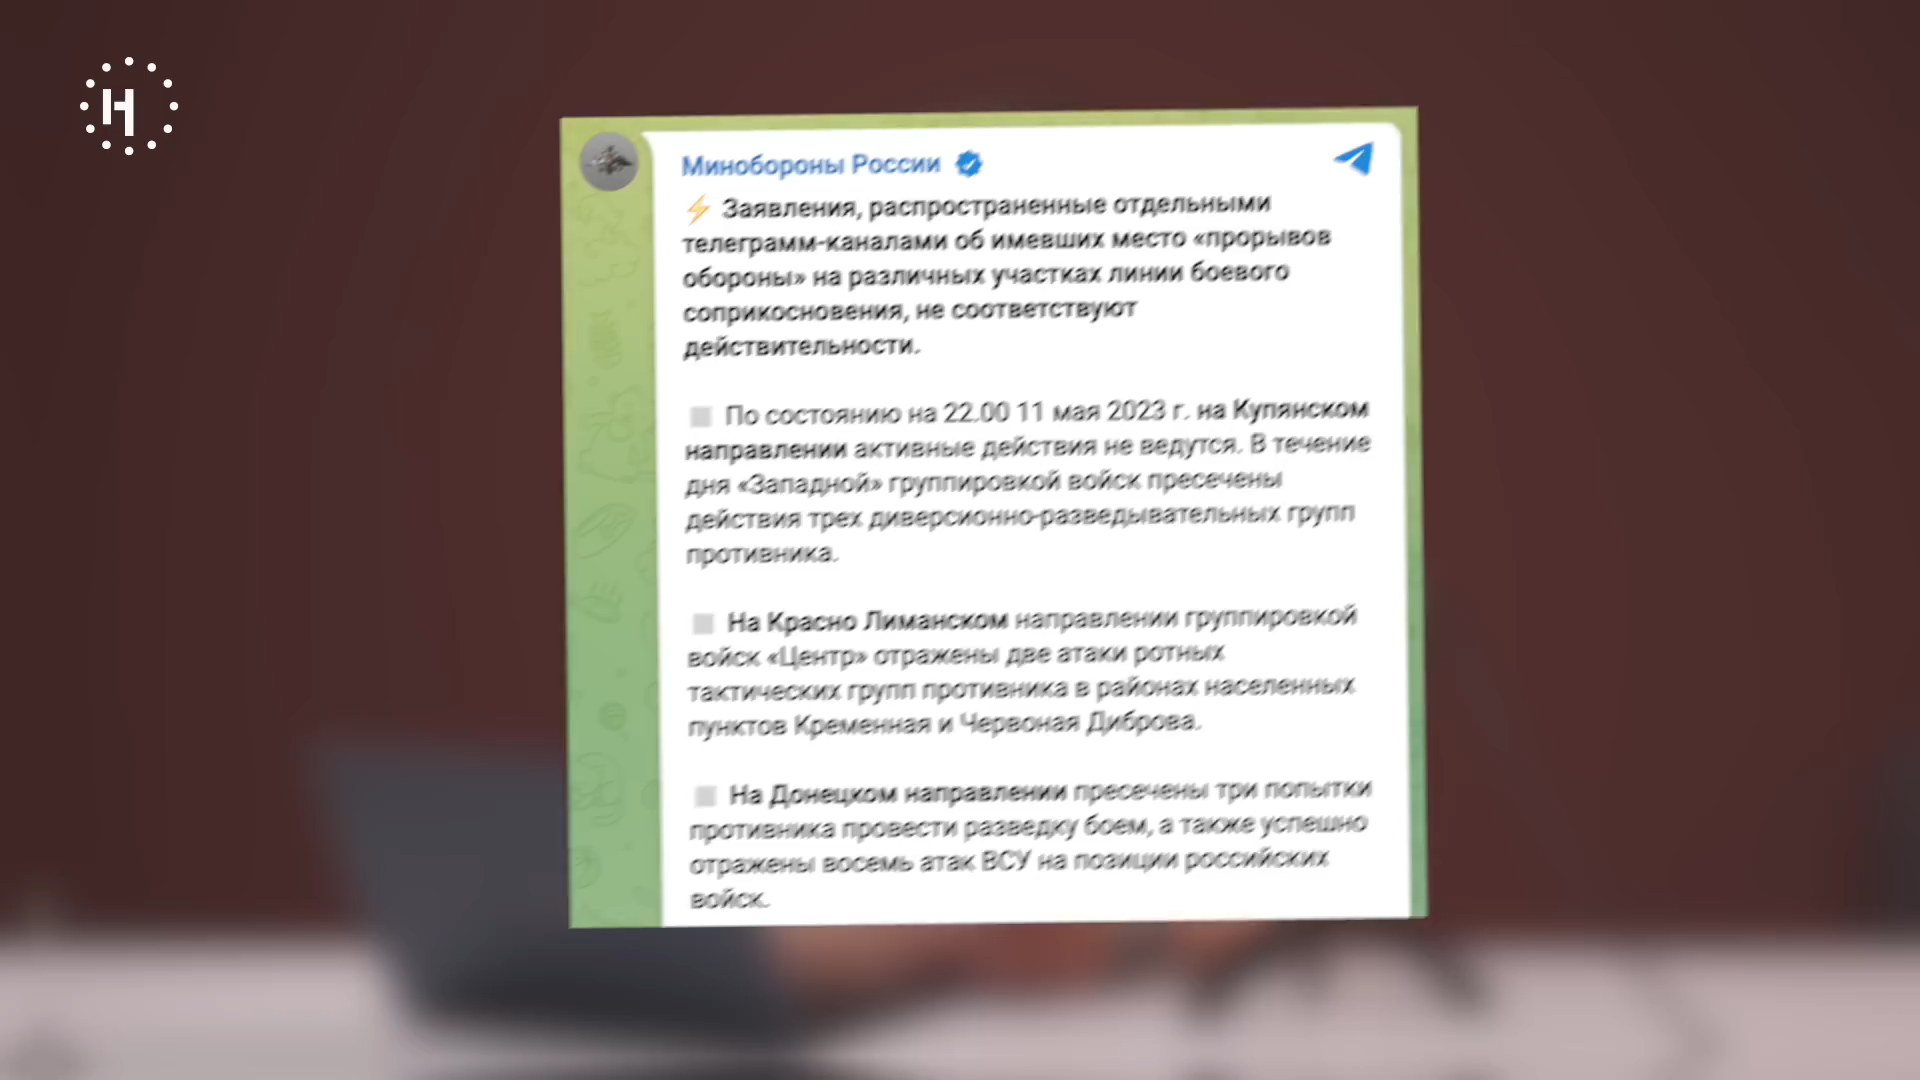 Минобороны России
⚡ Заявления, распространенные отдельными
телеграмм-каналами об имевших место «прорывов
обороны» на различных участках линии боевого
соприкосновения, не соответствуют
действительности.
По состоянию на 22.00 11 мая 2023 г. на Купянском
направлении активные действия не ведутся. В течение
дня «Западной» группировкой войск пресечены
действия трех диверсионно-разведывательных групп
противника.
На Красно Лиманском направлении группировкой
войск «Центр» отражены две атаки ротных
тактических групп противника в районах населенных
пунктов Кременная и Червоная Диброва.
На Донецком направлении пресечены три попытки
противника провести разведку боем, а также успешно
отражены восемь атак ВСУ на позиции российских
войск.